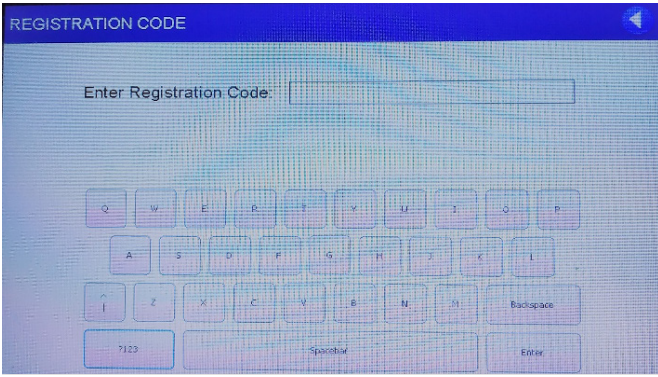 REGISTRATION CODE
Enter Registration Code:
Q W E R T Y U I O P
A S D F G H J K L
Z X C V B N M Backspace
?123 Spacebar Enter